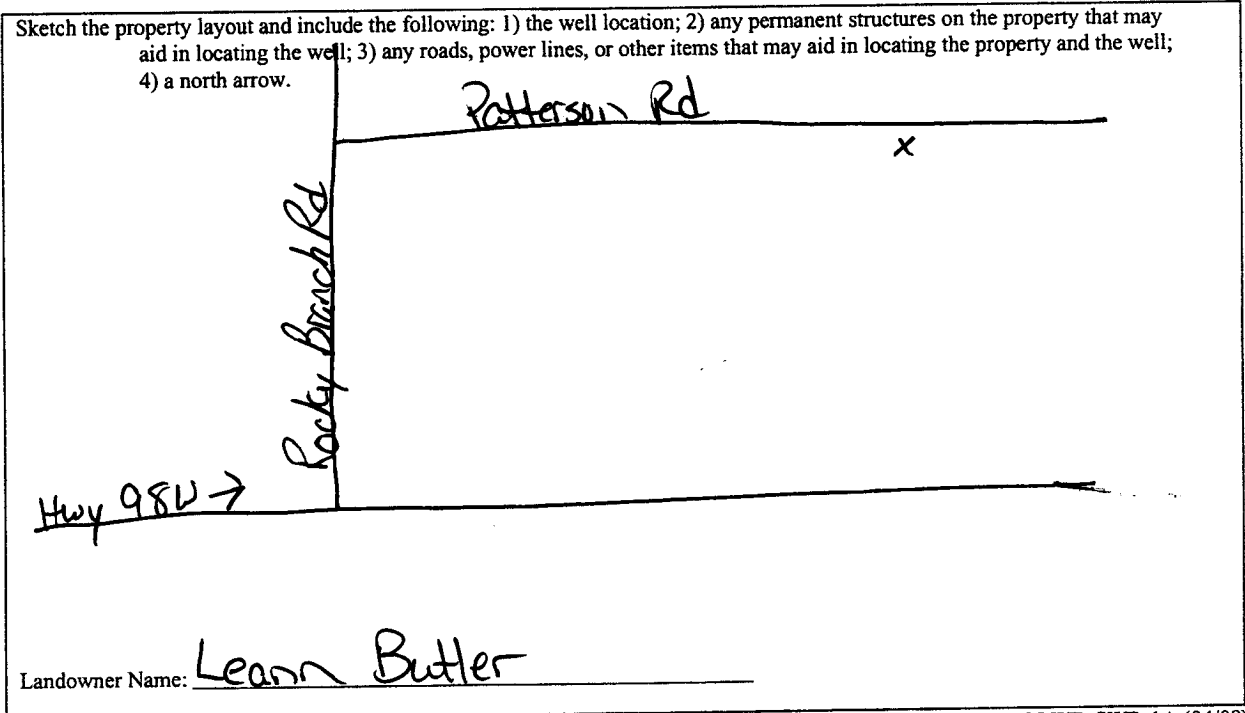 Sketch the property layout and include the following: 1) the well location; 2) any permanent structures on the property that may
aid in locating the well; 3) any roads, power lines, or other items that may aid in locating the property and the well;
4) a north arrow.
Patterson Rd
x
Rocky Branch Rd
Hwy 98W →
Landowner Name: Leann Butler